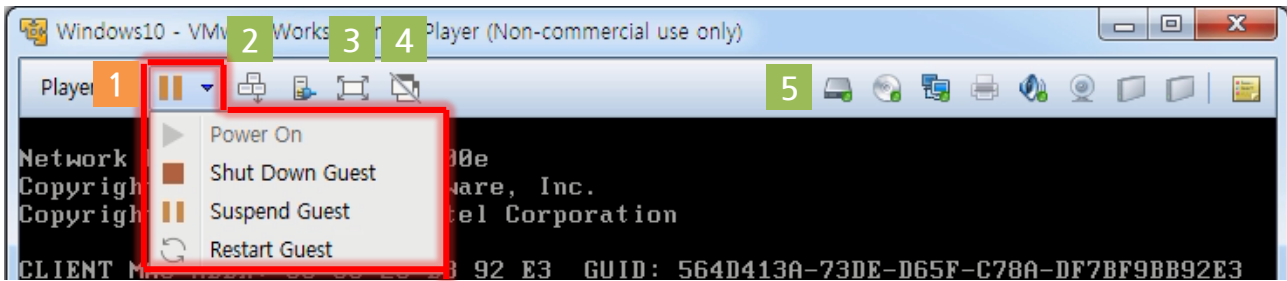 Windows10 - VM Works Player (Non-commercial use only)
2 3 4
Player
1
5
Power On
Shut Down Guest
Suspend Guest
Restart Guest
Network 00e
Copyrigh ware, Inc.
Copyrigh tel Corporation
CLIENT 92 E3 GUID: 564D413A-73DE-D65F-C78A-DF7BF9BB92E3